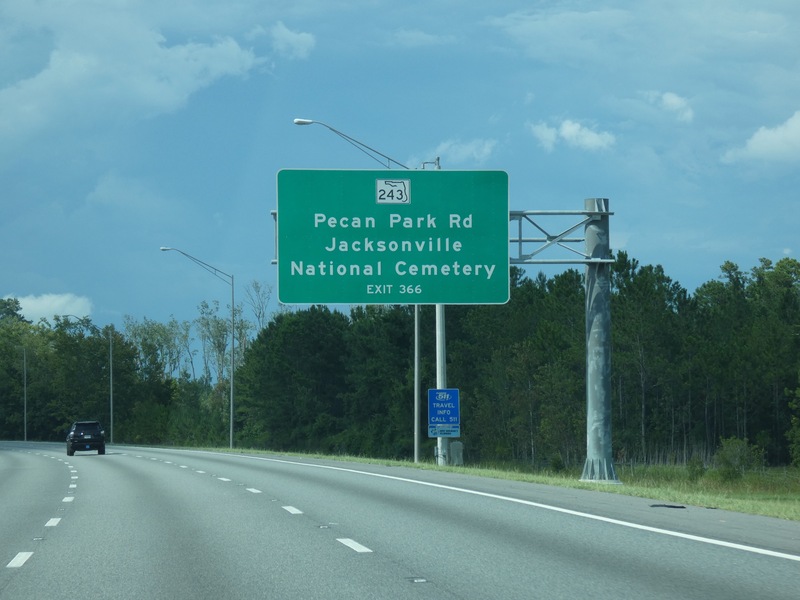 243
Pecan Park Rd
Jacksonville
National Cemetery
EXIT 366
511
TRAVEL
INFO
CALL 511